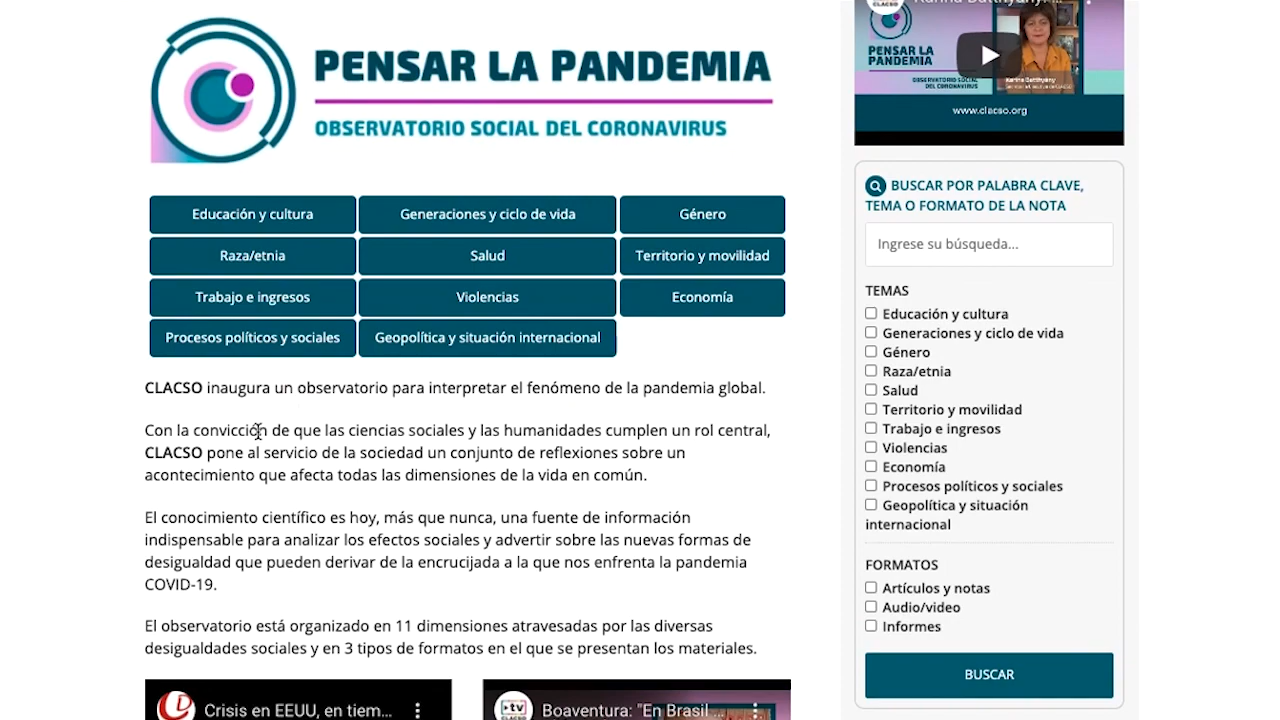 PENSAR LA PANDEMIA
OBSERVATORIO SOCIAL DEL CORONAVIRUS
Educación y cultura
Generaciones y ciclo de vida
Género
Raza/etnia
Salud
Territorio y movilidad
Trabajo e ingresos
Violencias
Economía
Procesos políticos y sociales
Geopolítica y situación internacional
CLACSO inaugura un observatorio para interpretar el fenómeno de la pandemia global.
Con la convicción de que las ciencias sociales y las humanidades cumplen un rol central,
CLACSO pone al servicio de la sociedad un conjunto de reflexiones sobre un
acontecimiento que afecta todas las dimensiones de la vida en común.
El conocimiento científico es hoy, más que nunca, una fuente de información
indispensable para analizar los efectos sociales y advertir sobre las nuevas formas de
desigualdad que pueden derivar de la encrucijada a la que nos enfrenta la pandemia
COVID-19.
El observatorio está organizado en 11 dimensiones atravesadas por las diversas
desigualdades sociales y en 3 tipos de formatos en el que se presentan los materiales.
Crisis en EEUU, en tiem...
tv
CLACSO
Boaventura: "En Brasil ...
PENSAR LA
PANDEMIA
OBSERVATORIO SOCIAL
DEL CORONAVIRUS
Karina Batthyány
www.clacso.org
BUSCAR POR PALABRA CLAVE,
TEMA O FORMATO DE LA NOTA
Ingrese su búsqueda...
TEMAS
Educación y cultura
Generaciones y ciclo de vida
Género
Raza/etnia
Salud
Territorio y movilidad
Trabajo e ingresos
Violencias
Economía
Procesos políticos y sociales
Geopolítica y situación
internacional
FORMATOS
Artículos y notas
Audio/video
Informes
BUSCAR